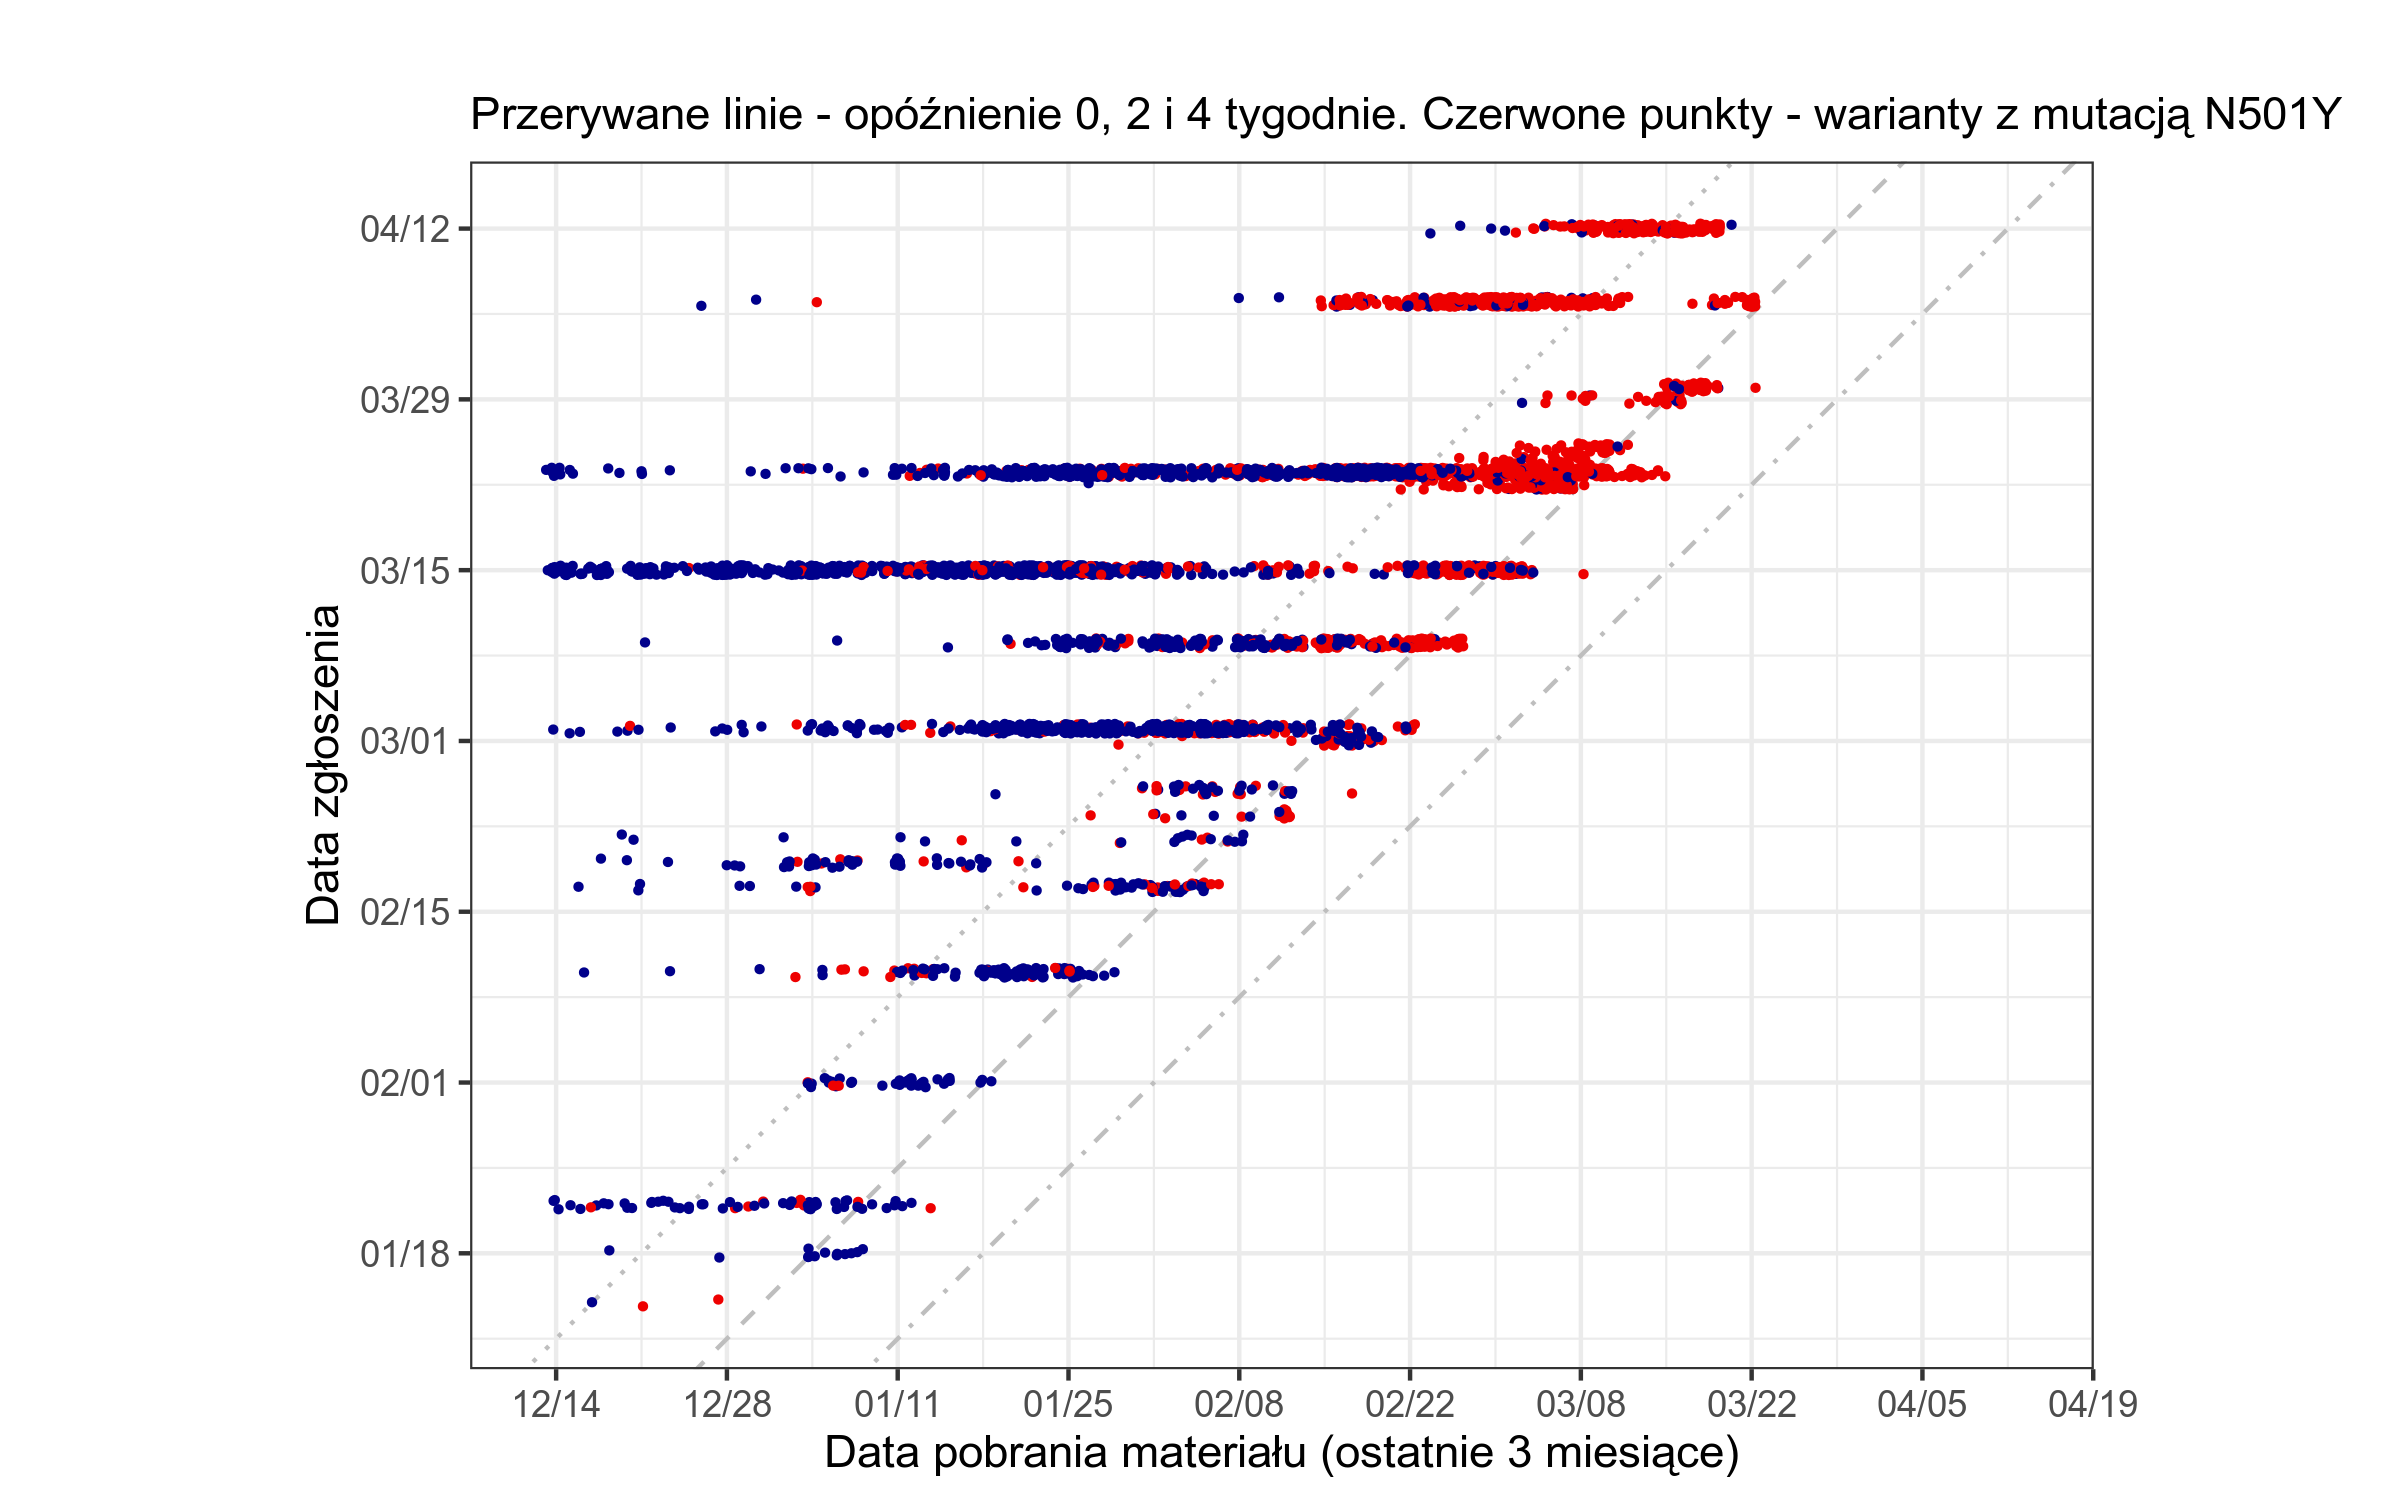 Przerywane linie - opóźnienie 0, 2 i 4 tygodnie. Czerwone punkty - warianty z mutacją N501Y
Data zgłoszenia
04/12
03/29
03/15
03/01
02/15
02/01
01/18
12/14 12/28 01/11 01/25 02/08 02/22 03/08 03/22 04/05 04/19
Data pobrania materiału (ostatnie 3 miesiące)